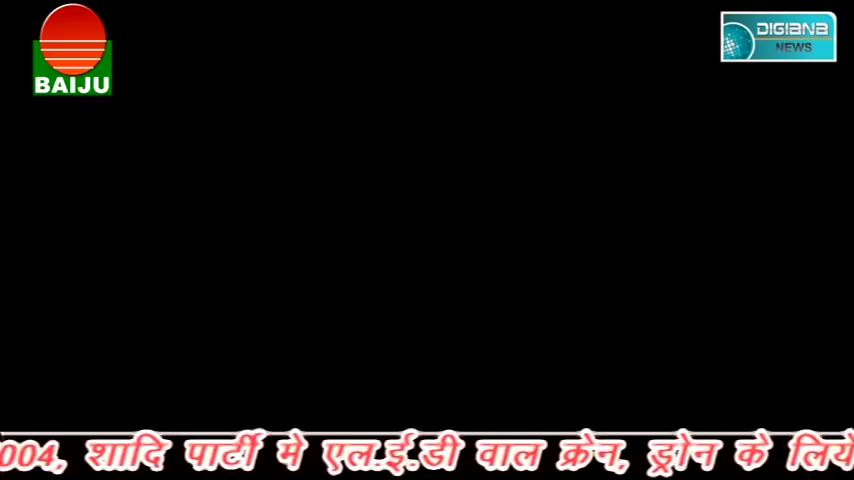 BAIJU
DIGIANA
NEWS
004, शादि पार्टी मे एल.ई.डी वाल क्रेन, ड्रोन के लिये